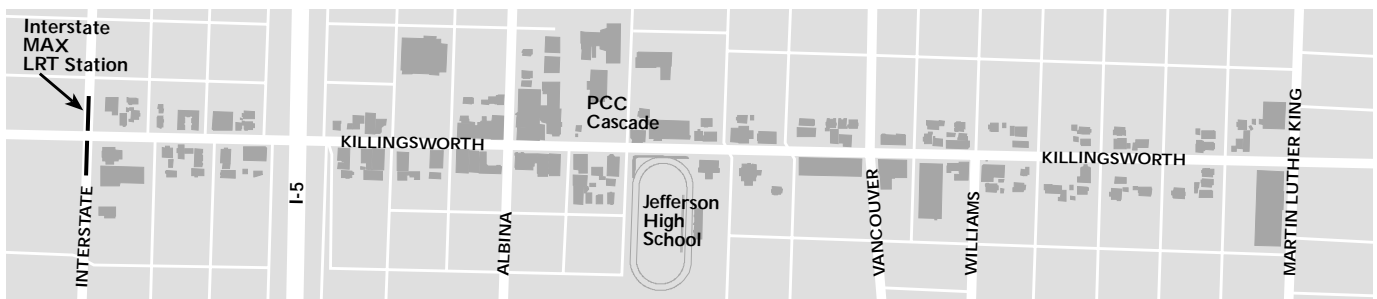 Interstate
MAX
LRT Station
PCC
Cascade
KILLINGSWORTH
KILLINGSWORTH
Jefferson
High
School
INTERSTATE
I-5
ALBINA
VANCOUVER
WILLIAMS
MARTIN LUTHER KING